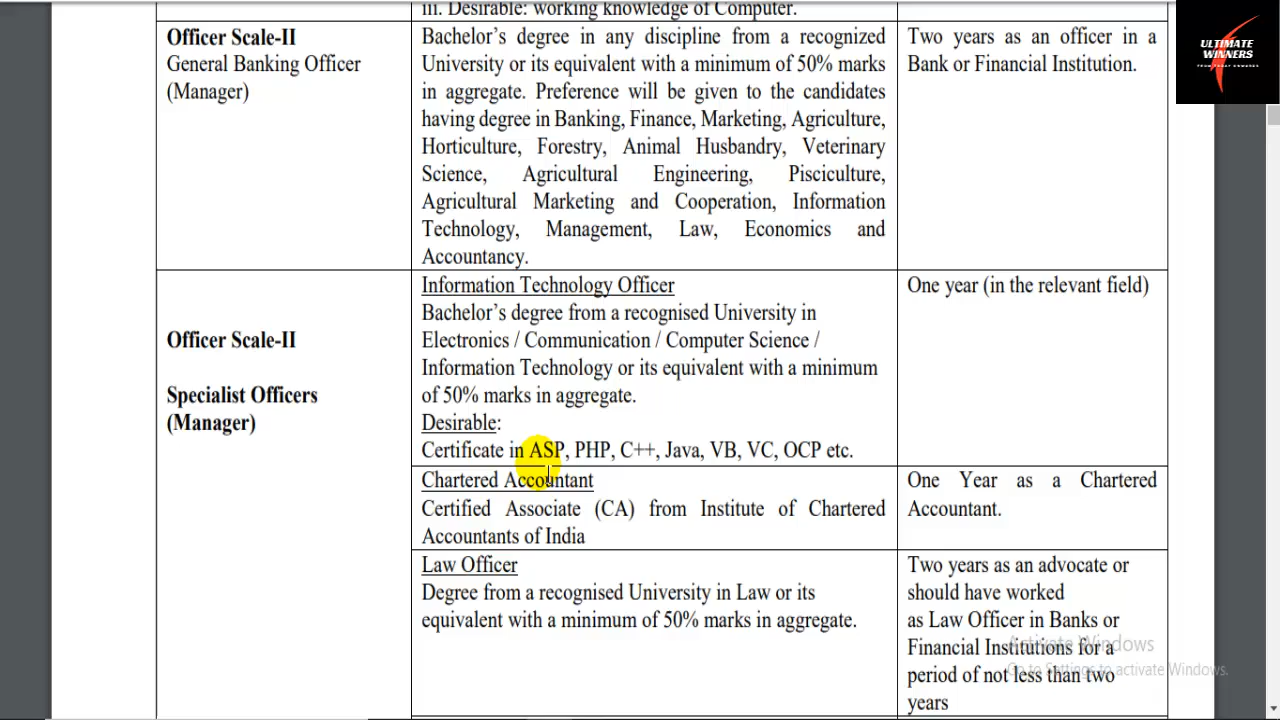 iii. Desirable: working knowledge of Computer.
Officer Scale-II
General Banking Officer
(Manager)
Bachelor's degree in any discipline from a recognized
University or its equivalent with a minimum of 50% marks
in aggregate. Preference will be given to the candidates
having degree in Banking, Finance, Marketing, Agriculture,
Horticulture, Forestry, Animal Husbandry, Veterinary
Science, Agricultural Engineering, Pisciculture,
Agricultural Marketing and Cooperation, Information
Technology, Management, Law, Economics and
Accountancy.
Two years as an officer in a
Bank or Financial Institution.
Officer Scale-II
Specialist Officers
(Manager)
Information Technology Officer
Bachelor's degree from a recognised University in
Electronics / Communication / Computer Science /
Information Technology or its equivalent with a minimum
of 50% marks in aggregate.
Desirable:
Certificate in ASP, PHP, C++, Java, VB, VC, OCP etc.
One year (in the relevant field)
Chartered Accountant
Certified Associate (CA) from Institute of Chartered
Accountants of India
One Year as a Chartered
Accountant.
Law Officer
Degree from a recognised University in Law or its
equivalent with a minimum of 50% marks in aggregate.
Two years as an advocate or
should have worked
as Law Officer in Banks or
Financial Institutions for a
period of not less than two
years
ULTIMATE
WINNERS
FROM TODAY ONWARDS
Activate Windows
Go to Settings to activate Windows.